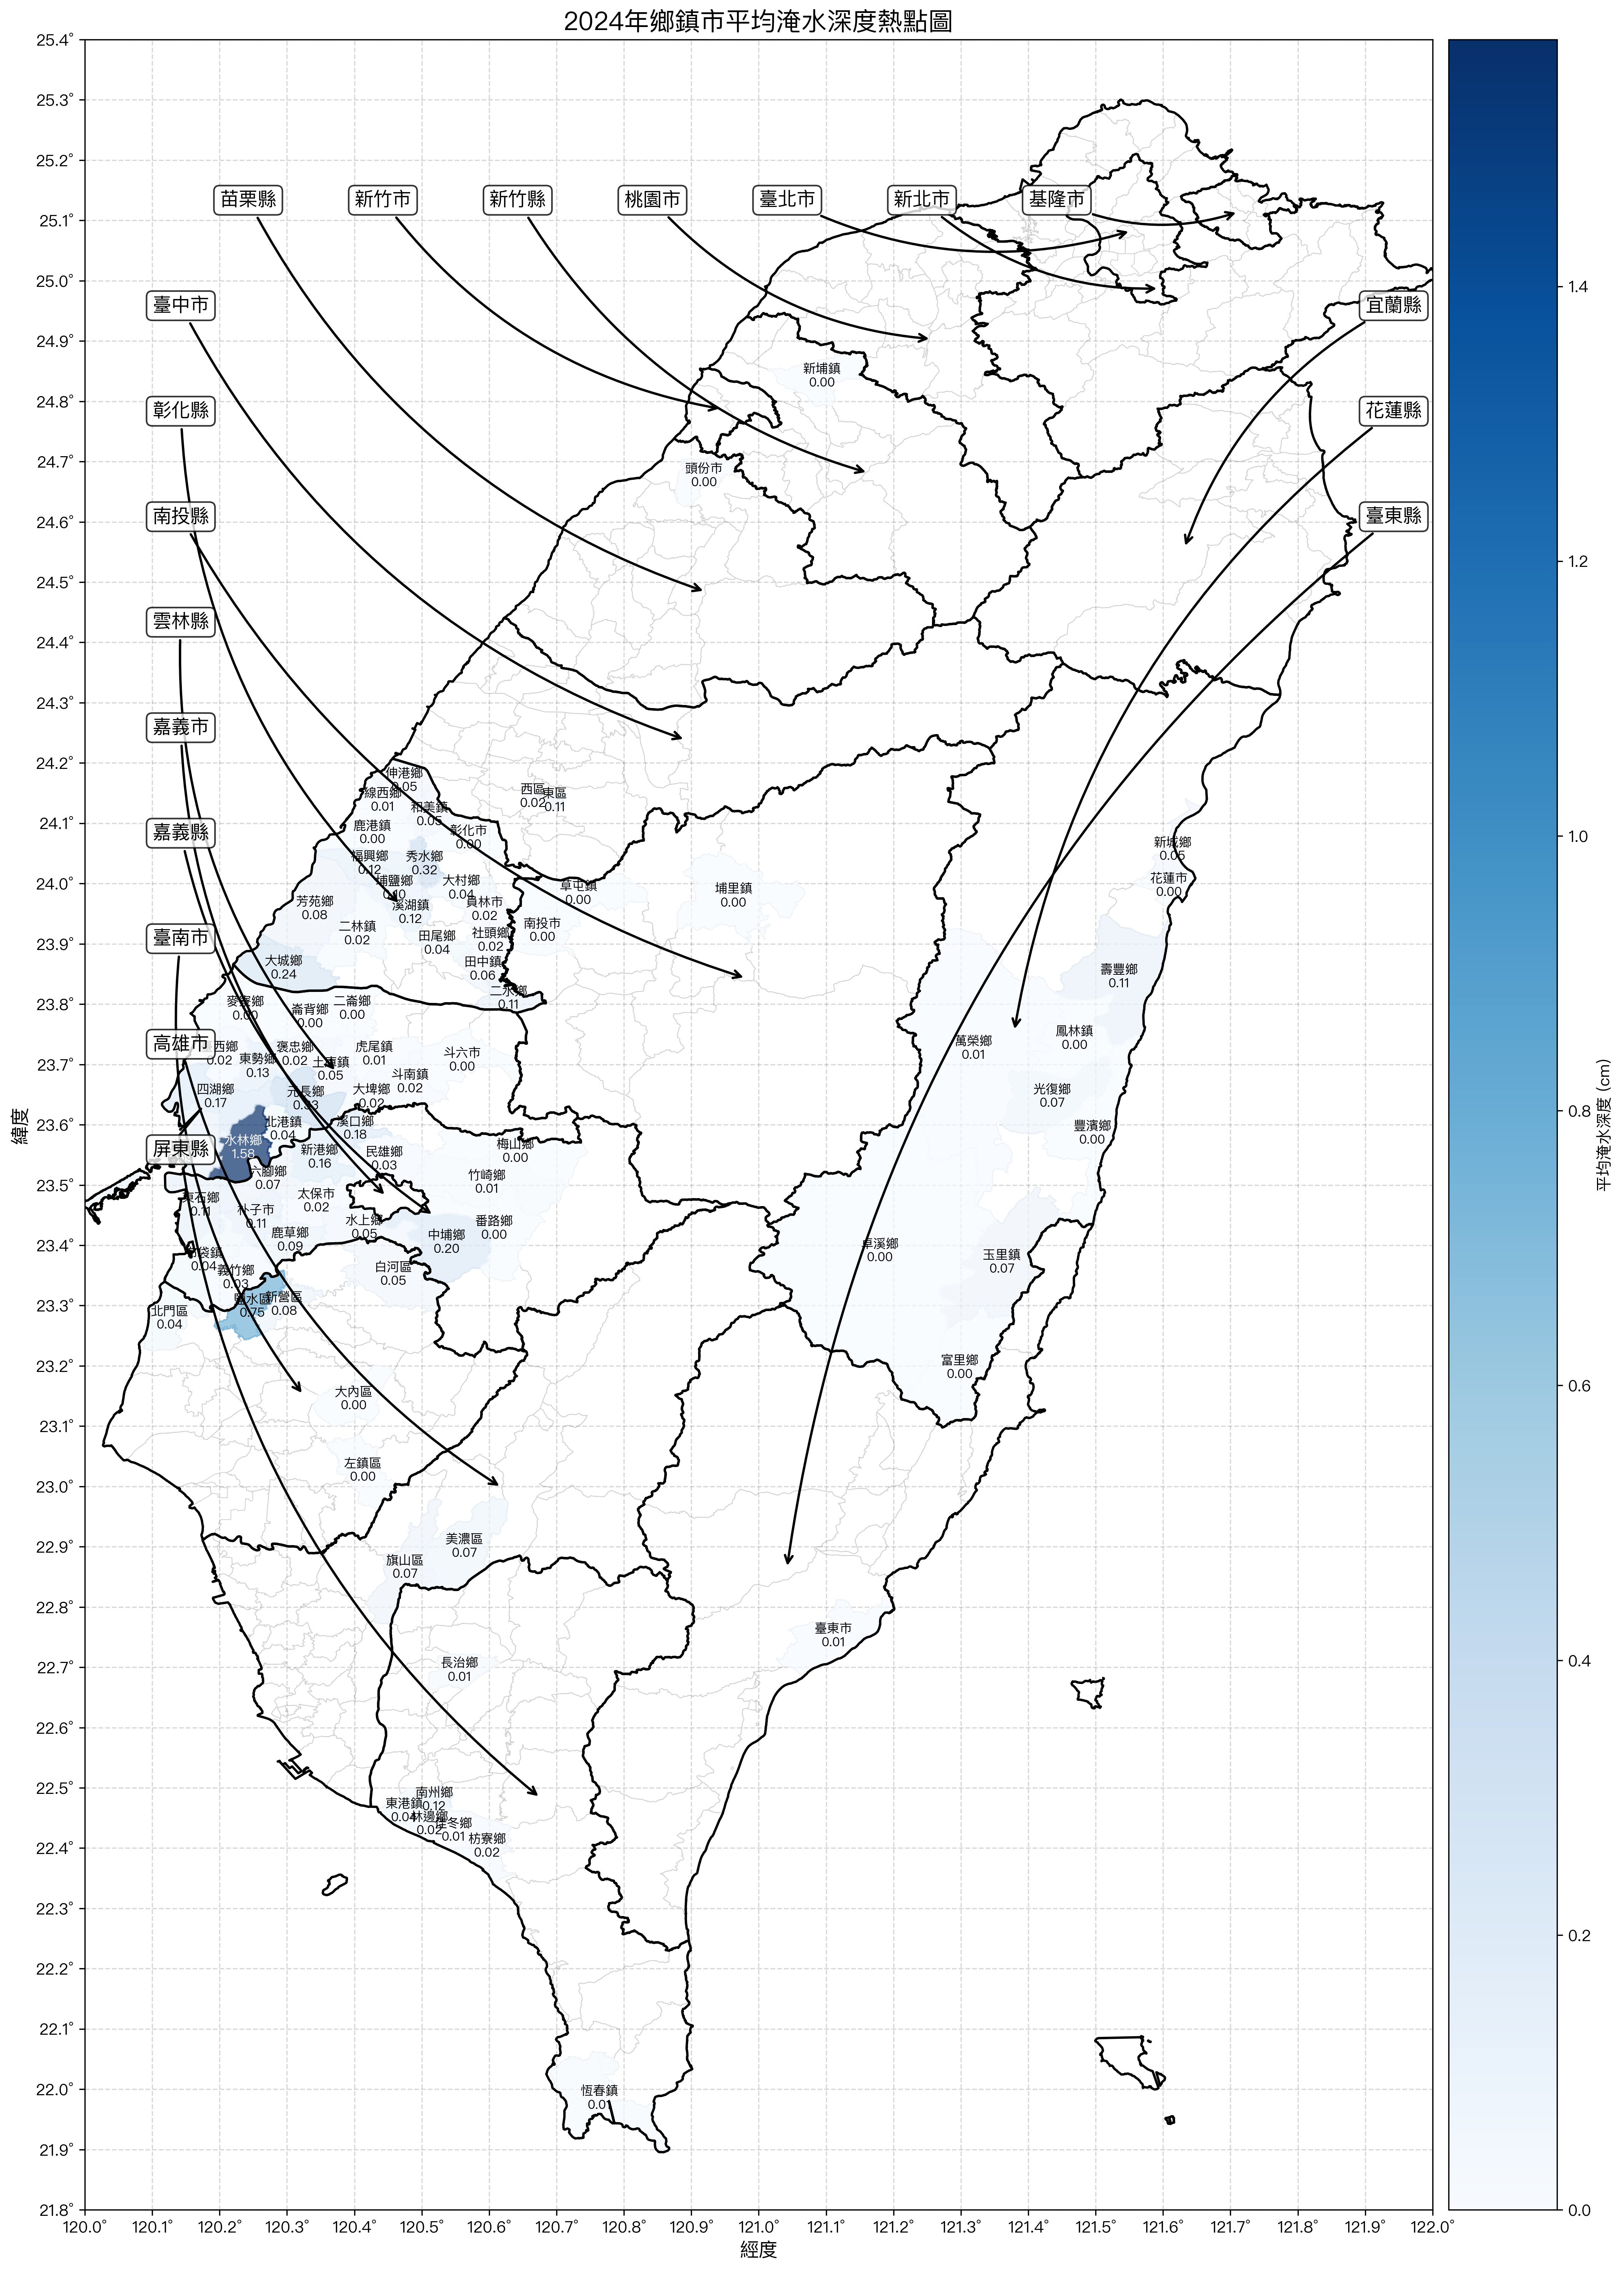 2024年鄉鎮市平均淹水深度熱點圖
25.4°
25.3°
25.2°
25.1°
25.0°
24.9°
24.8°
24.7°
24.6°
24.5°
24.4°
24.3°
24.2°
24.1°
24.0°
23.9°
23.8°
23.7°
23.6°
23.5°
23.4°
23.3°
23.2°
23.1°
23.0°
22.9°
22.8°
22.7°
22.6°
22.5°
22.4°
22.3°
22.2°
22.1°
22.0°
21.9°
21.8°
緯度
苗栗縣
新竹市
新竹縣
桃園市
臺北市
新北市
基隆市
臺中市
宜蘭縣
彰化縣
花蓮縣
南投縣
臺東縣
雲林縣
嘉義市
嘉義縣
臺南市
高雄市
屏東縣
新埔鎮
0.00
頭份市
0.00
伸港鄉
0.05
線西鄉
0.01
和美鎮
0.05
西區
0.02
東區
0.11
鹿港鎮
0.00
彰化市
0.00
福興鄉
0.12
秀水鄉
0.32
埔鹽鄉
大村鄉
0.04
芳苑鄉
0.08
溪湖鎮
0.12
員林市
0.02
草屯鎮
0.00
埔里鄉
0.00
二林鎮
0.02
田尾鄉
0.04
社頭鄉
0.02
南投市
0.00
大城鄉
0.24
田中鎮
0.06
二水鄉
0.11
新城鄉
0.05
花蓮市
0.00
壽豐鄉
0.11
麥寮鄉
0.00
崙背鄉
0.00
二崙鄉
0.00
西鄉
0.02
東勢鄉
0.13
褒忠鄉
0.02
土庫鎮
0.05
虎尾鎮
0.01
斗六市
0.00
斗南鎮
0.02
四湖鄉
0.17
元長鄉
0.33
大埤鄉
0.02
萬榮鄉
0.01
鳳林鎮
0.00
光復鄉
0.07
豐濱鄉
0.00
水林鄉
1.58
北港鎮
0.04
溪口鄉
0.18
新港鄉
0.16
民雄鄉
0.03
梅山鄉
0.00
六腳鄉
0.07
竹崎鄉
0.01
東石鄉
0.11
朴子市
0.11
太保市
0.02
水上鄉
0.05
中埔鄉
0.20
番路鄉
0.00
鹿草鄉
0.09
袋鎮
0.04
義竹鄉
0.03
白河區
0.05
卓溪鄉
0.00
玉里鎮
0.07
北門區
0.04
鹽水區
0.75
新營區
0.08
富里鄉
0.00
大內區
0.00
左鎮區
0.00
美濃區
0.07
旗山區
0.07
臺東市
0.01
長治鄉
0.01
南州鄉
0.12
東港鎮
0.04
林邊鄉
0.02
佳冬鄉
0.01
枋寮鄉
0.02
恆春鎮
0.01
120.0° 120.1° 120.2° 120.3° 120.4° 120.5° 120.6° 120.7° 120.8° 120.9° 121.0° 121.1° 121.2° 121.3° 121.4° 121.5° 121.6° 121.7° 121.8° 121.9° 122.0°
經度
1.4
1.2
1.0
0.8
0.6
0.4
0.2
0.0
平均淹水深度 (cm)